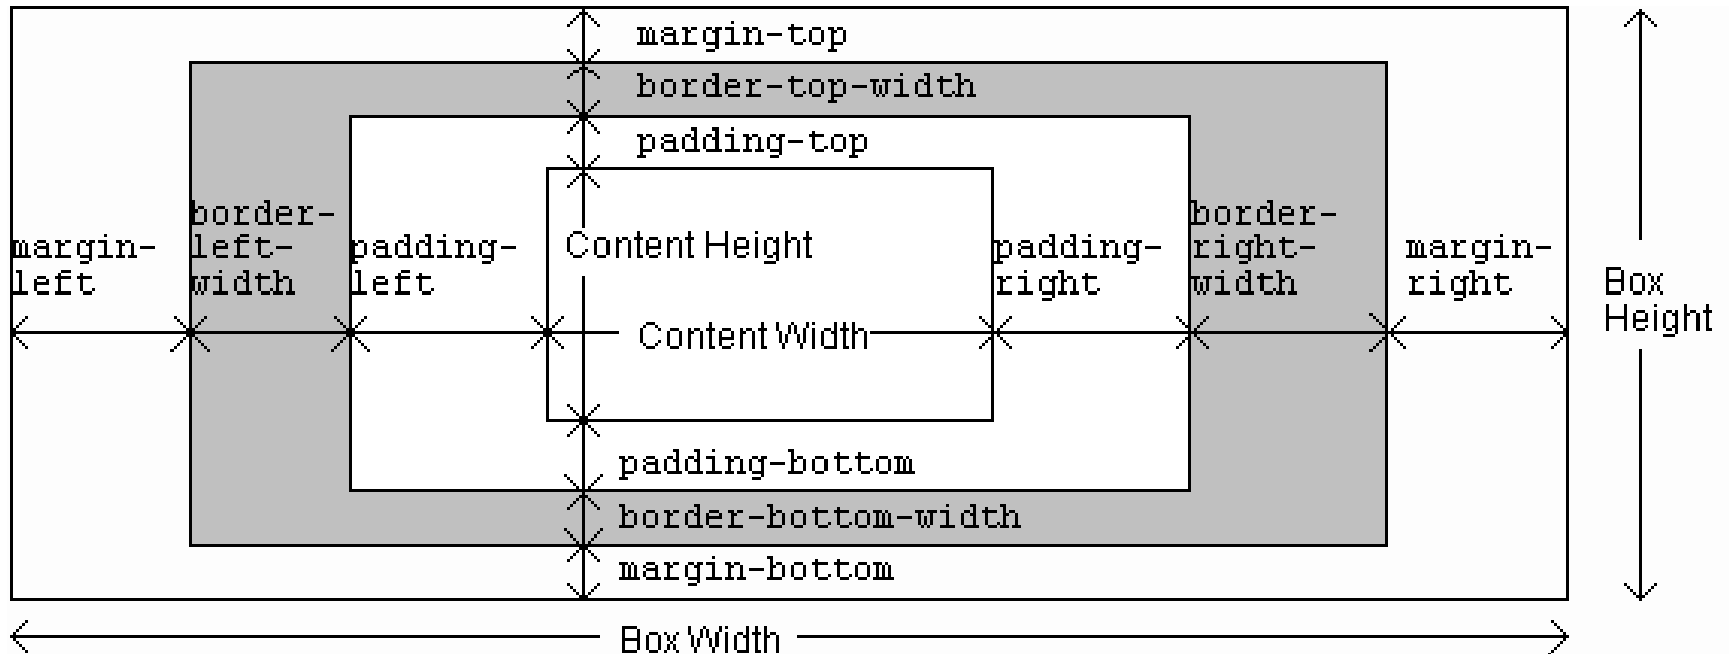 margin-top
border-top-width
padding-top
margin-
left
border-
left-
width
padding-
left
Content Height
Content Width
padding-
right
border-
right-
width
margin-
right
Box
Height
padding-bottom
border-bottom-width
margin-bottom
Box Width